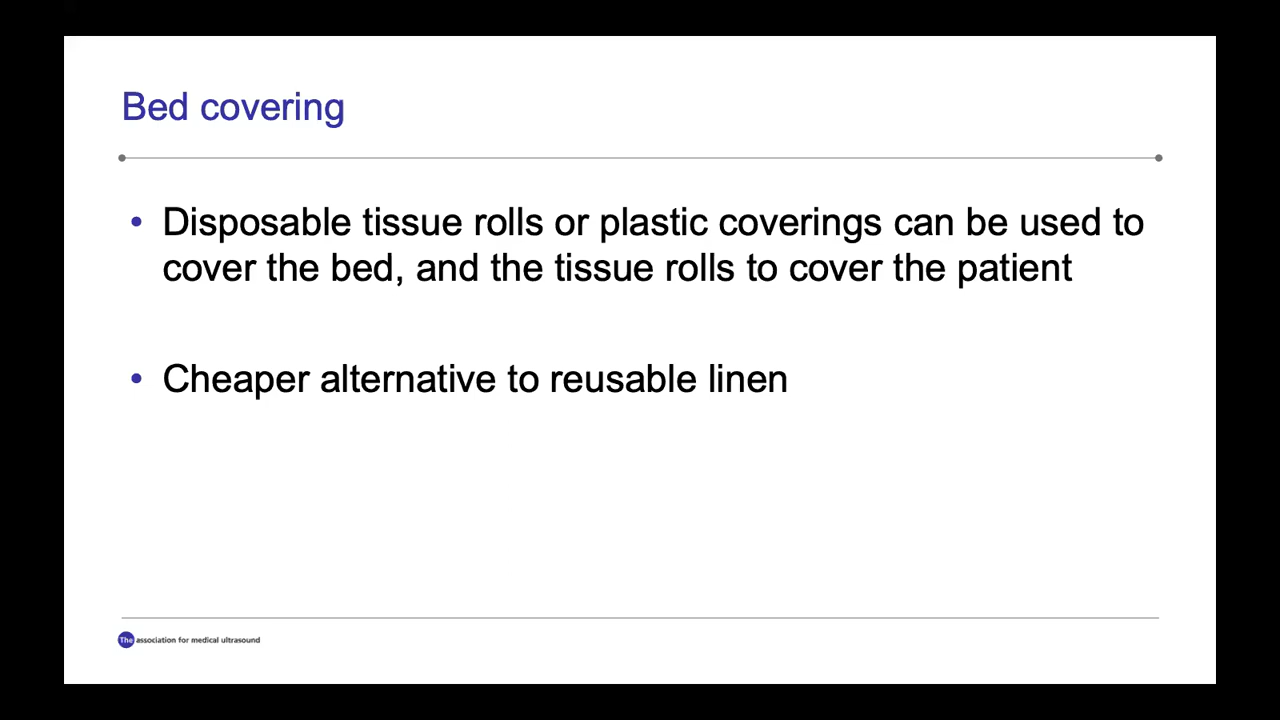 Bed covering
• Disposable tissue rolls or plastic coverings can be used to
cover the bed, and the tissue rolls to cover the patient
• Cheaper alternative to reusable linen
The association for medical ultrasound